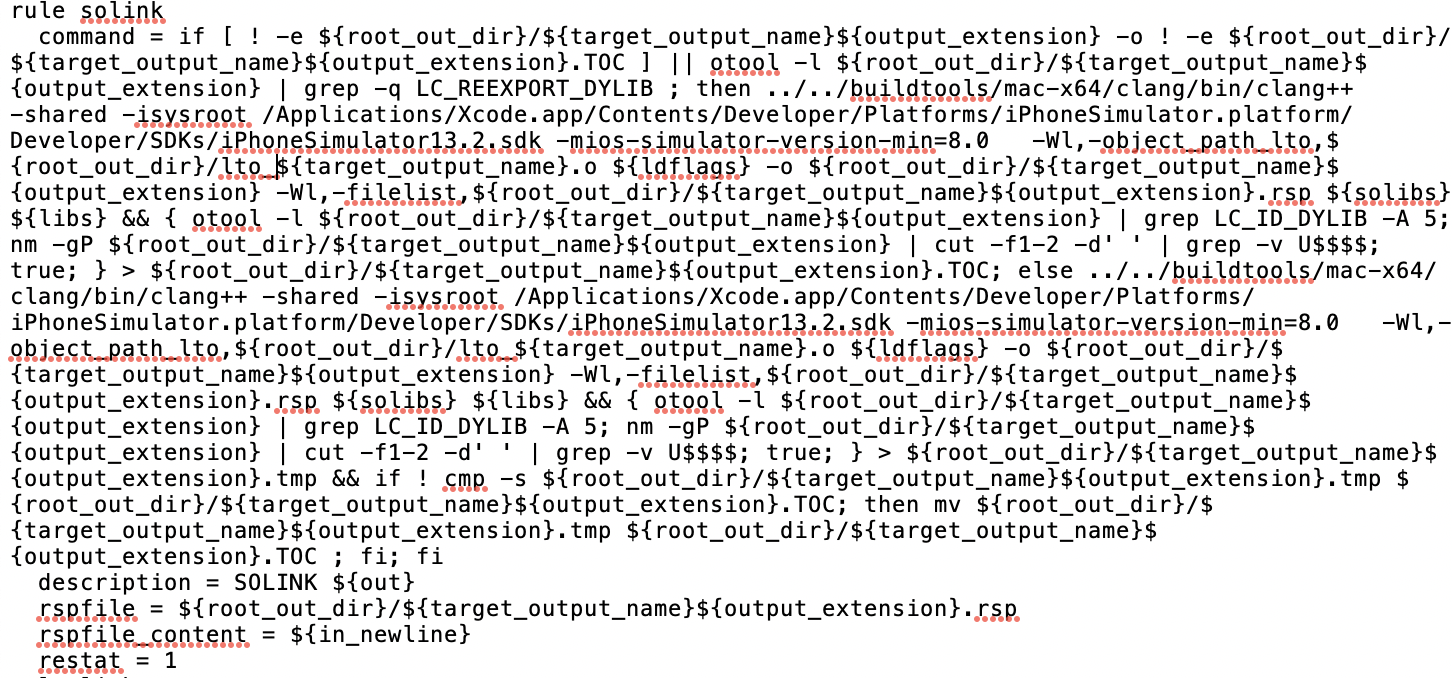 rule solink
  command = if [ ! -e ${root_out_dir}/${target_output_name}${output_extension} -o ! -e ${root_out_dir}/
${target_output_name}${output_extension}.TOC ] || otool -l ${root_out_dir}/${target_output_name}$
{output_extension} | grep -q LC_REEXPORT_DYLIB ; then ../../buildtools/mac-x64/clang/bin/clang++
-shared -isysroot /Applications/Xcode.app/Contents/Developer/Platforms/iPhoneSimulator.platform/
Developer/SDKs/iPhoneSimulator13.2.sdk -mios-simulator-version-min=8.0   -Wl,-object_path_lto,$
{root_out_dir}/lto_${target_output_name}.o ${ldflags} -o ${root_out_dir}/${target_output_name}$
{output_extension} -Wl,-filelist,${root_out_dir}/${target_output_name}${output_extension}.rsp ${solibs}
${libs} && { otool -l ${root_out_dir}/${target_output_name}${output_extension} | grep LC_ID_DYLIB -A 5;
nm -gP ${root_out_dir}/${target_output_name}${output_extension} | cut -f1-2 -d' ' | grep -v U$$$$;
true; } > ${root_out_dir}/${target_output_name}${output_extension}.TOC; else ../../buildtools/mac-x64/
clang/bin/clang++ -shared -isysroot /Applications/Xcode.app/Contents/Developer/Platforms/
iPhoneSimulator.platform/Developer/SDKs/iPhoneSimulator13.2.sdk -mios-simulator-version-min=8.0   -Wl,-
object_path_lto,${root_out_dir}/lto_${target_output_name}.o ${ldflags} -o ${root_out_dir}/$
{target_output_name}${output_extension} -Wl,-filelist,${root_out_dir}/${target_output_name}$
{output_extension}.rsp ${solibs} ${libs} && { otool -l ${root_out_dir}/${target_output_name}$
{output_extension} | grep LC_ID_DYLIB -A 5; nm -gP ${root_out_dir}/${target_output_name}$
{output_extension} | cut -f1-2 -d' ' | grep -v U$$$$; true; } > ${root_out_dir}/${target_output_name}$
{output_extension}.tmp && if ! cmp -s ${root_out_dir}/${target_output_name}${output_extension}.tmp $
{root_out_dir}/${target_output_name}${output_extension}.TOC; then mv ${root_out_dir}/$
{target_output_name}${output_extension}.tmp ${root_out_dir}/${target_output_name}$
{output_extension}.TOC ; fi; fi
  description = SOLINK ${out}
  rspfile = ${root_out_dir}/${target_output_name}${output_extension}.rsp
  rspfile_content = ${in_newline}
  restat = 1